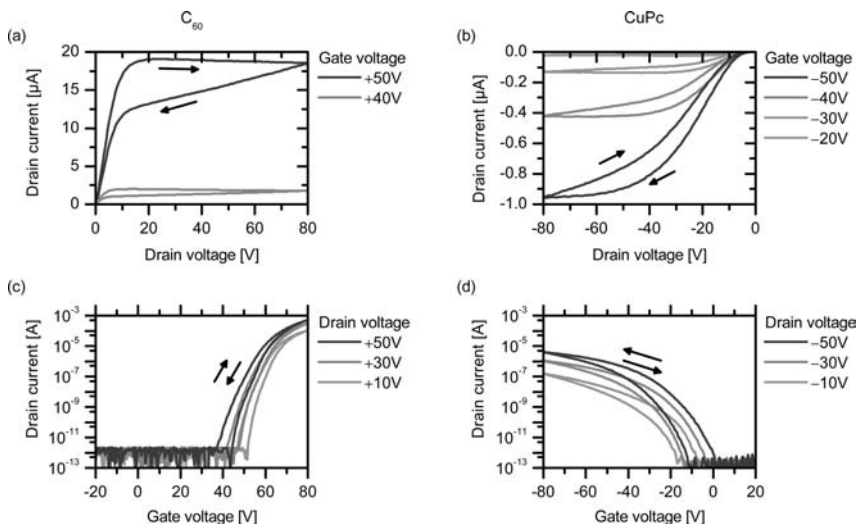 C60
CuPc
(a)
20
15
10
5
0
0
20
40
60
80
Drain current [µA]
Drain voltage [V]
Gate voltage
+50V
+40V
(b)
0.0
-0.2
-0.4
-0.6
-0.8
-1.0
-80
-60
-40
-20
0
Drain current [µA]
Drain voltage [V]
Gate voltage
−50V
−40V
−30V
−20V
(c)
10-3
10-5
10-7
10-9
10-11
10-13
-20
0
20
40
60
80
Drain current [A]
Gate voltage [V]
Drain voltage
+50V
+30V
+10V
(d)
10-3
10-5
10-7
10-9
10-11
10-13
-80
-60
-40
-20
0
20
Drain current [A]
Gate voltage [V]
Drain voltage
−50V
−30V
−10V